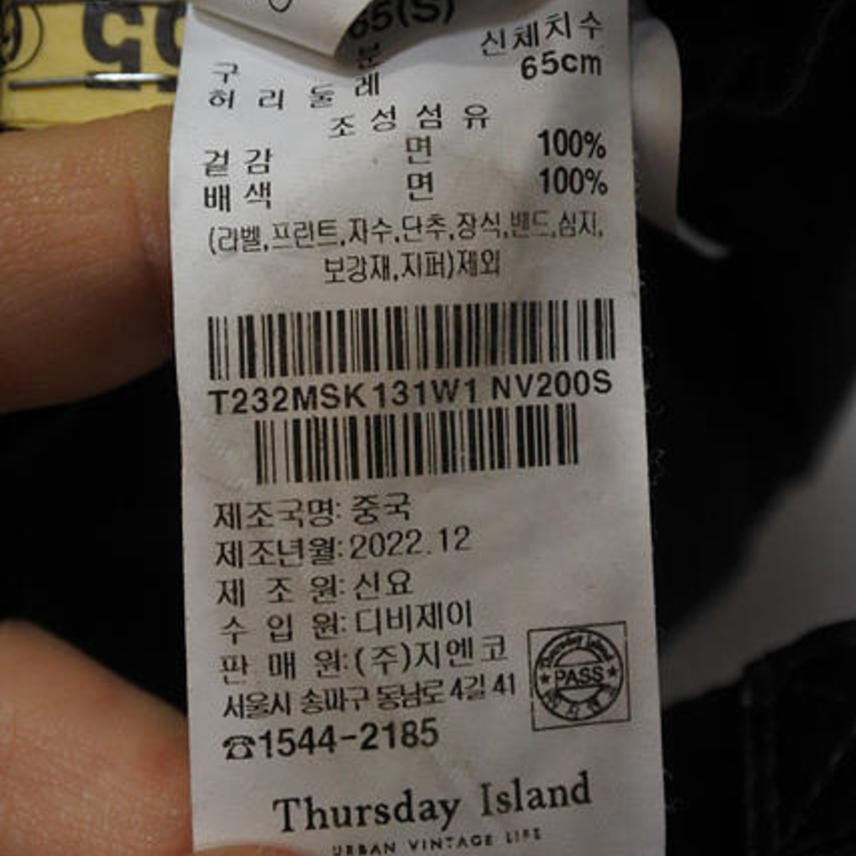 65(S)
구 분 신체치수
허 리 둘 레 65cm
조 성 섬 유
겉 감 면 100%
배 색 면 100%
(라벨,프린트,자수,단추,장식,밴드,심지,
보강재,지퍼)제외
T232MSK131W1 NV200S
제조국명: 중국
제조년월: 2022.12
제 조 원: 신요
수 입 원: 디비제이
판 매 원: (주)지엔코
서울시 송파구 동남로 4길 41
☎1544-2185
Thursday Island
PASS
Thursday Island
URBAN VINTAGE LIFE